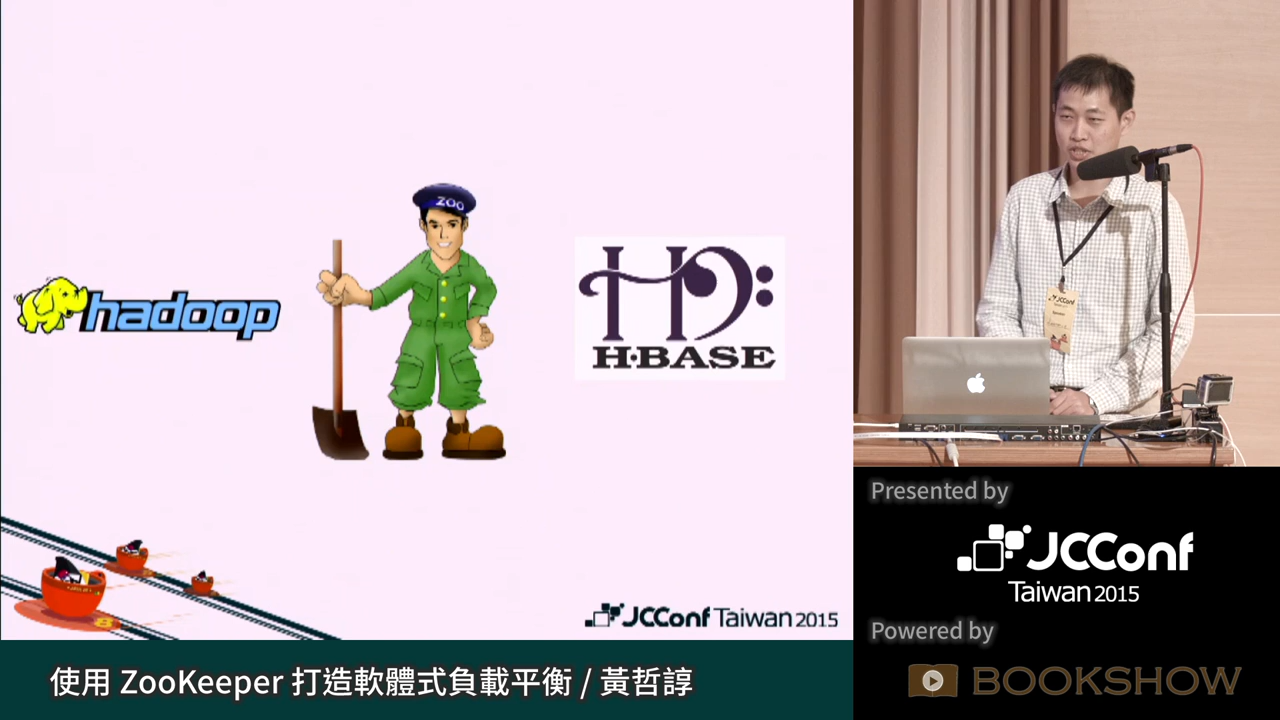 ZOO
hadoop
H·BASE
JCConf Taiwan 2015
使用 ZooKeeper 打造軟體式負載平衡 / 黃哲諄
JCConf
Presented by
JCConf
Taiwan 2015
Powered by
BOOKSHOW